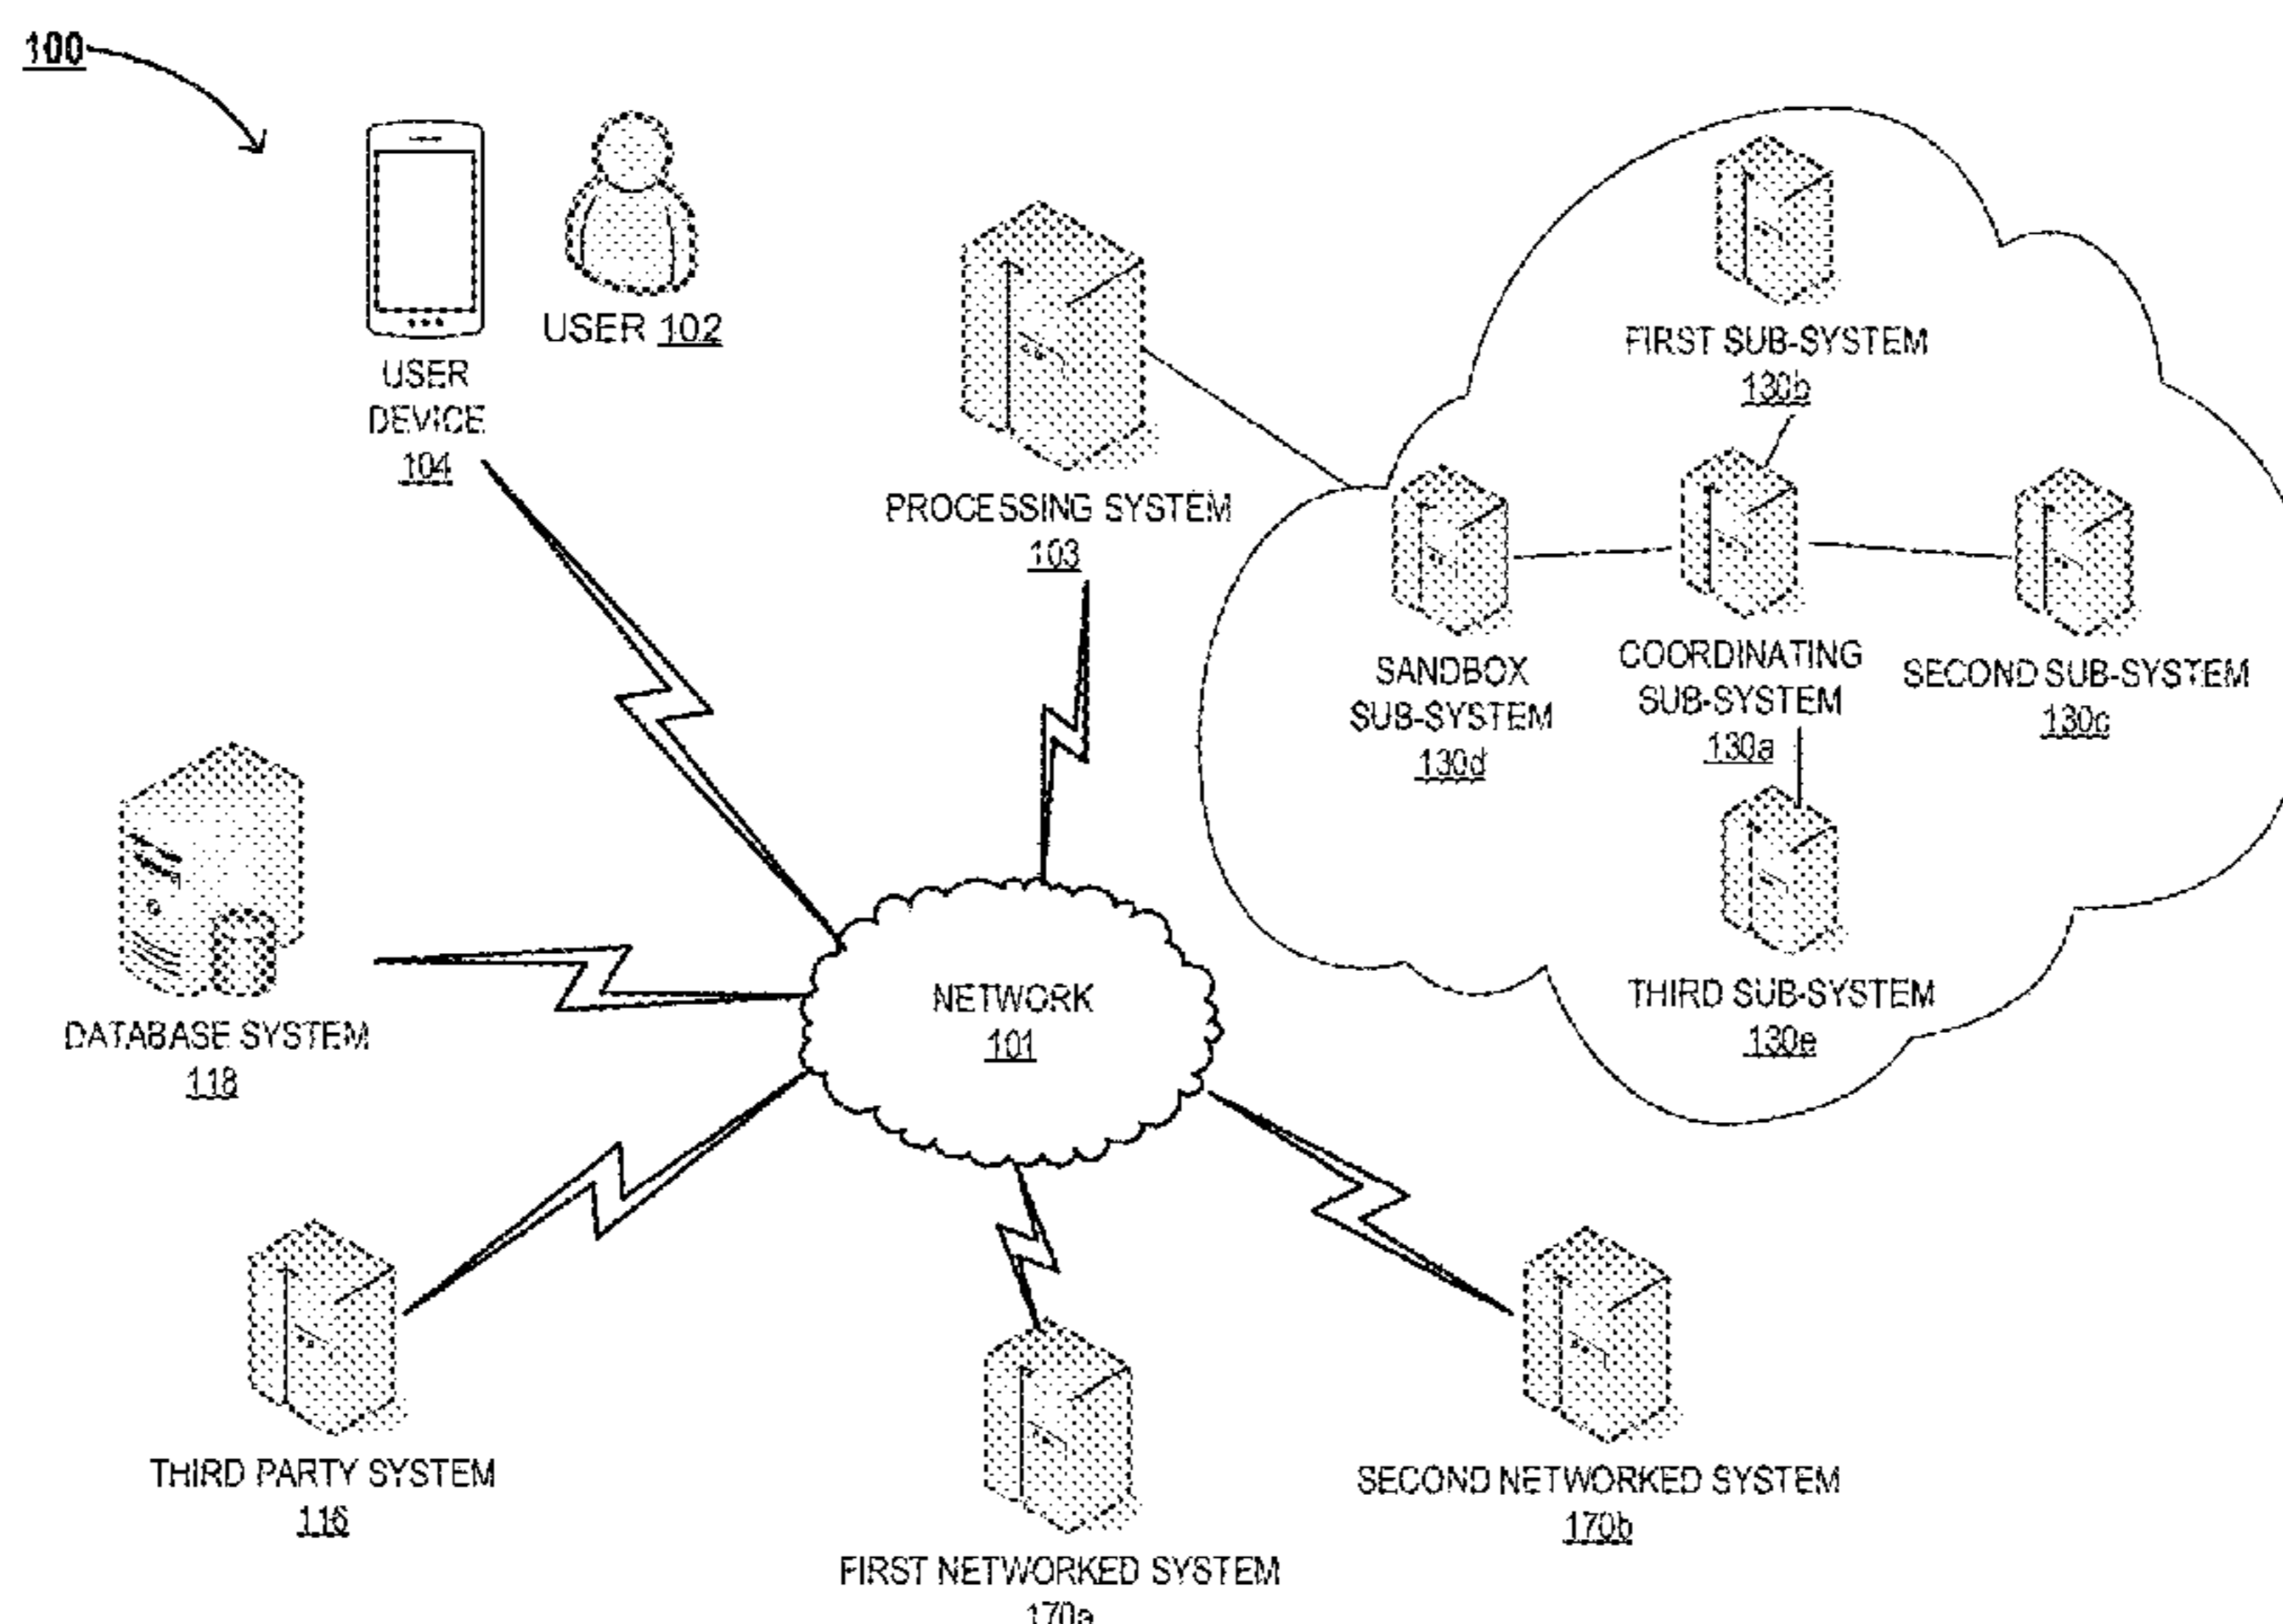 100
USER 102
USER
DEVICE
104
PROCESSING SYSTEM
103
FIRST SUB-SYSTEM
130b
SANDBOX
SUB-SYSTEM
130d
COORDINATING
SUB-SYSTEM
130a
SECOND SUB-SYSTEM
130c
THIRD SUB-SYSTEM
130e
DATABASE SYSTEM
118
NETWORK
101
THIRD PARTY SYSTEM
116
FIRST NETWORKED SYSTEM
170a
SECOND NETWORKED SYSTEM
170b